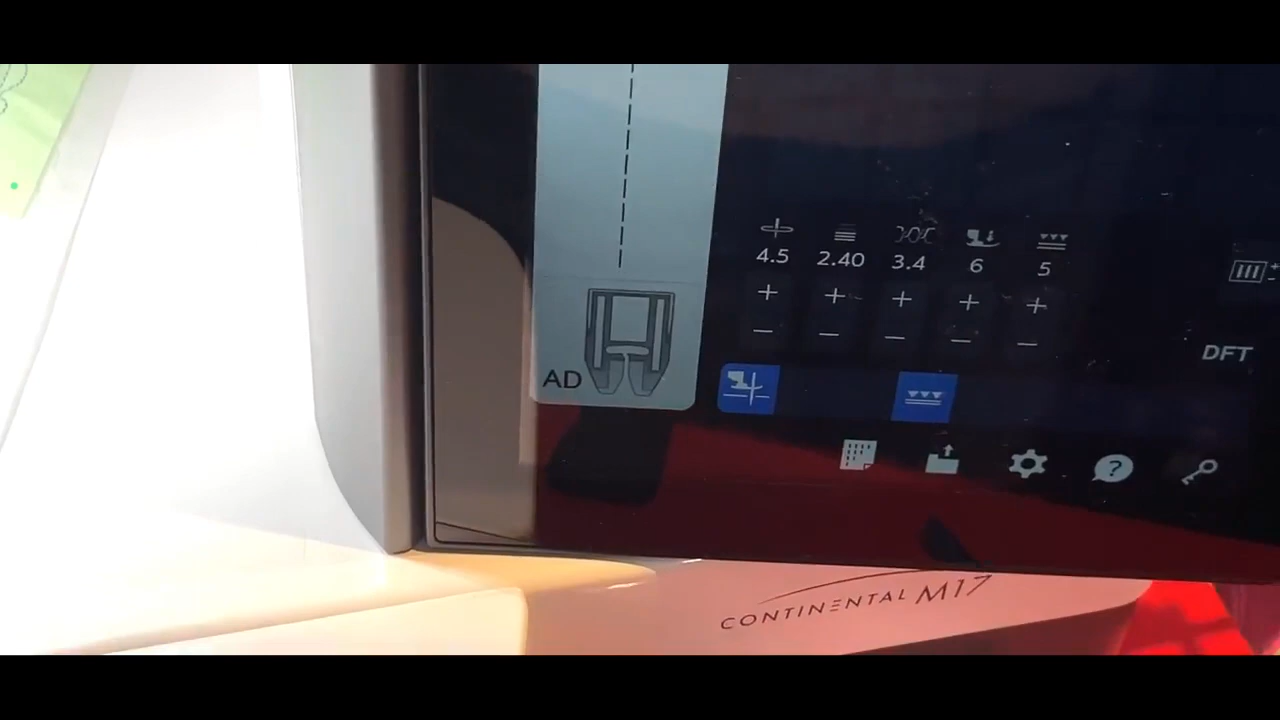 4.5 2.40 3.4 6 5
+ + + + +
− − − − −
DFT
AD
?
CONTINENTAL M17